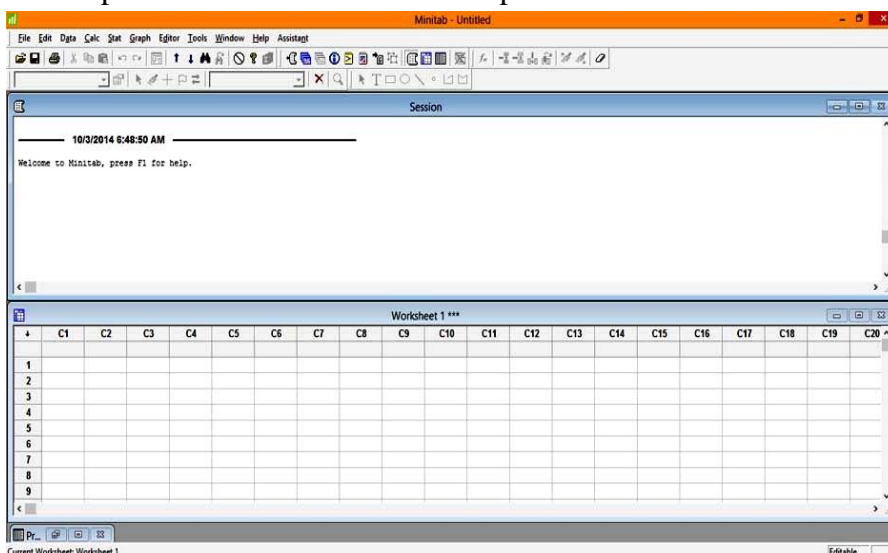 Minitab - Untitled
File Edit Data Calc Stat Graph Editor Tools Window Help Assistant
Session
10/3/2014 6:48:50 AM
Welcome to Minitab, press F1 for help.
Worksheet 1 ***
C1 C2 C3 C4 C5 C6 C7 C8 C9 C10 C11 C12 C13 C14 C15 C16 C17 C18 C19 C20
1
2
3
4
5
6
7
8
9
Pr...
Current Worksheet: Worksheet 1
Editable